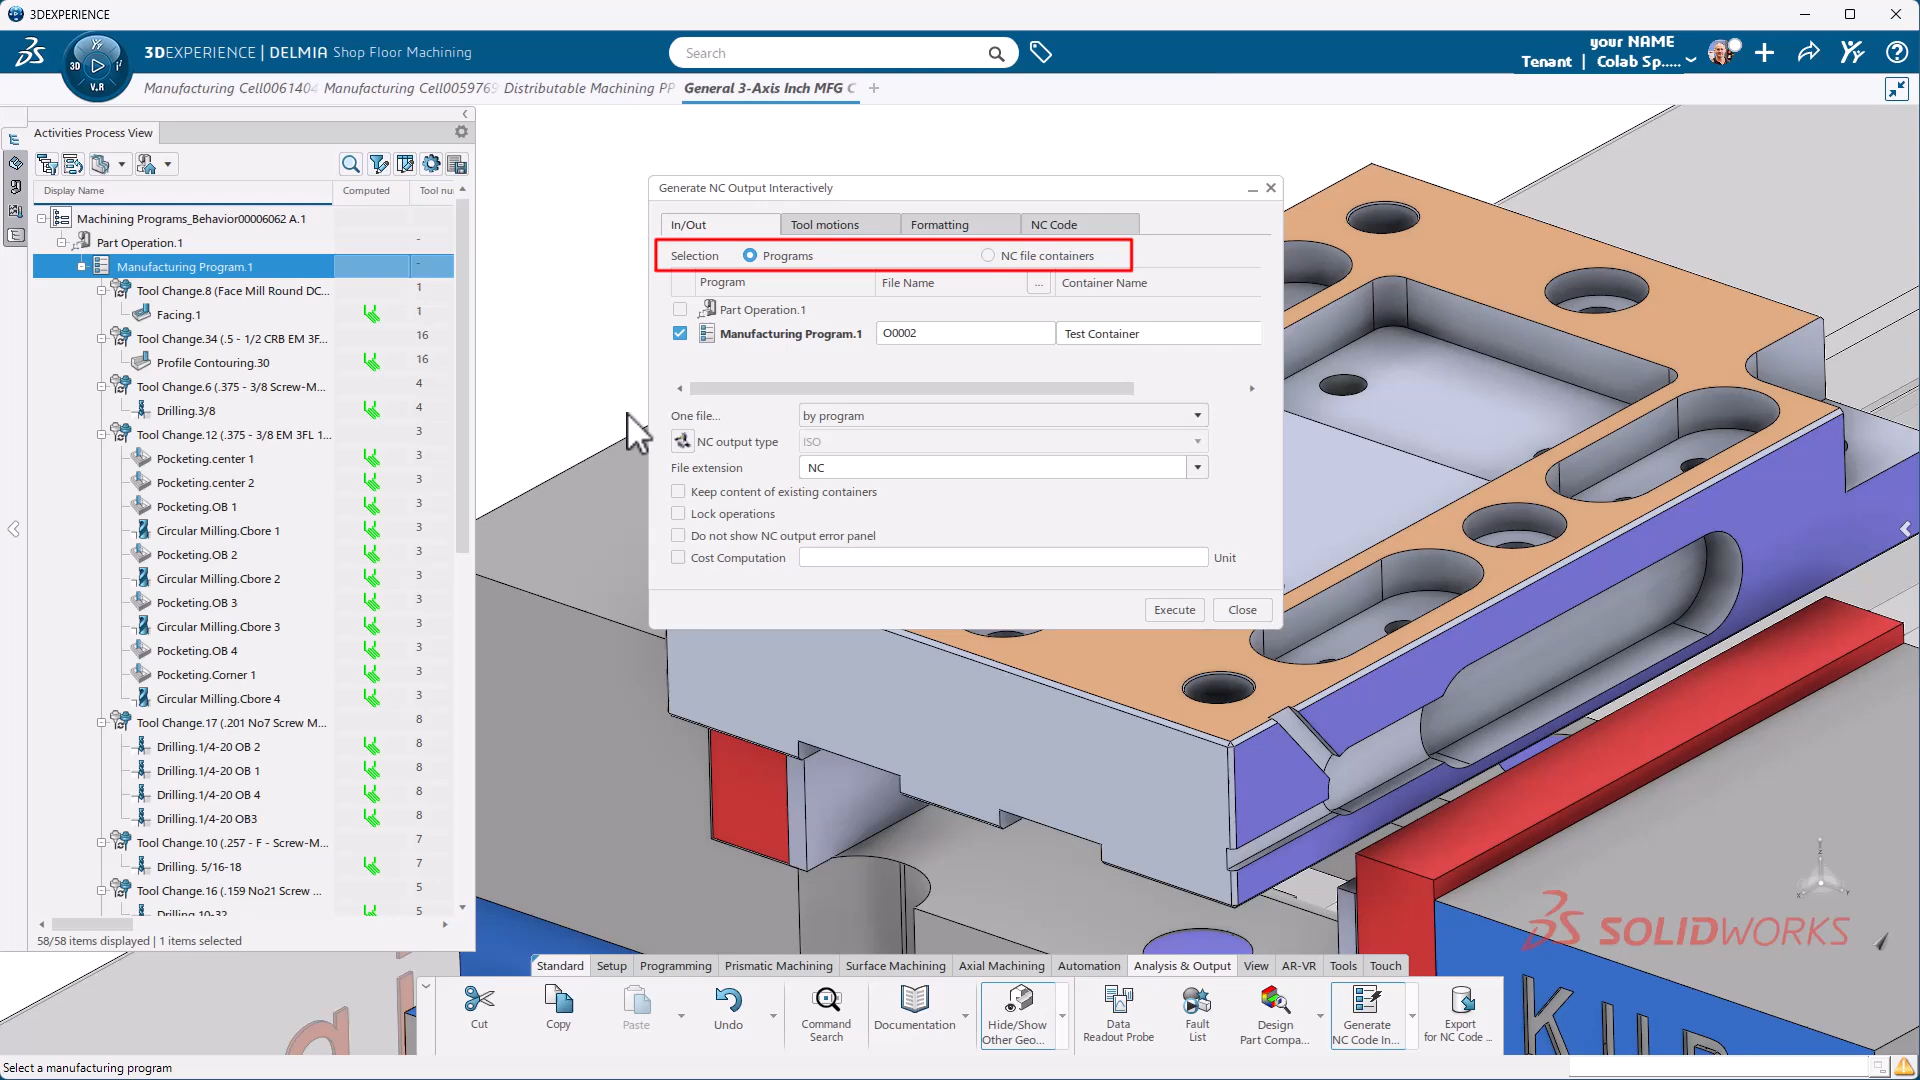 3DEXPERIENCE
3DEXPERIENCE | DELMIA Shop Floor Machining
3D
V.R
Search
your NAME
Tenant | Colab Sp.....
Manufacturing Cell0061404
Manufacturing Cell0059769
Distributable Machining PP
General 3-Axis Inch MFG C
Activities Process View
Display Name
Computed
Tool nu
Machining Programs_Behavior00006062 A.1
Part Operation.1 -
Manufacturing Program.1 -
Tool Change.8 (Face Mill Round DC... 1
Facing.1 1
Tool Change.34 (.5 - 1/2 CRB EM 3F... 16
Profile Contouring.30 16
Tool Change.6 (.375 - 3/8 Screw-M... 4
Drilling.3/8 4
Tool Change.12 (.375 - 3/8 EM 3FL 1... 3
Pocketing.center 1 3
Pocketing.center 2 3
Pocketing.OB 1 3
Circular Milling.Cbore 1 3
Pocketing.OB 2 3
Circular Milling.Cbore 2 3
Pocketing.OB 3 3
Circular Milling.Cbore 3 3
Pocketing.OB 4 3
Pocketing.Corner 1 3
Circular Milling.Cbore 4 3
Tool Change.17 (.201 No7 Screw M... 8
Drilling.1/4-20 OB 2 8
Drilling.1/4-20 OB 1 8
Drilling.1/4-20 OB 4 8
Drilling.1/4-20 OB3 8
Tool Change.10 (.257 - F - Screw-M... 7
Drilling. 5/16-18 7
Tool Change.16 (.159 No21 Screw ... 5
Drilling.10-32 5
58/58 items displayed | 1 items selected
Generate NC Output Interactively
In/Out
Tool motions
Formatting
NC Code
Selection
Programs
NC file containers
Program
File Name
...
Container Name
Part Operation.1
Manufacturing Program.1
O0002
Test Container
One file...
by program
NC output type
ISO
File extension
NC
Keep content of existing containers
Lock operations
Do not show NC output error panel
Cost Computation
Unit
Execute
Close
SOLIDWORKS
Standard
Setup
Programming
Prismatic Machining
Surface Machining
Axial Machining
Automation
Analysis & Output
View
AR-VR
Tools
Touch
Cut
Copy
Paste
Undo
Command
Search
Documentation
Hide/Show
Other Geo...
Data
Readout Probe
Fault
List
Design
Part Compa...
Generate
NC Code In...
Export
for NC Code ...
Select a manufacturing program